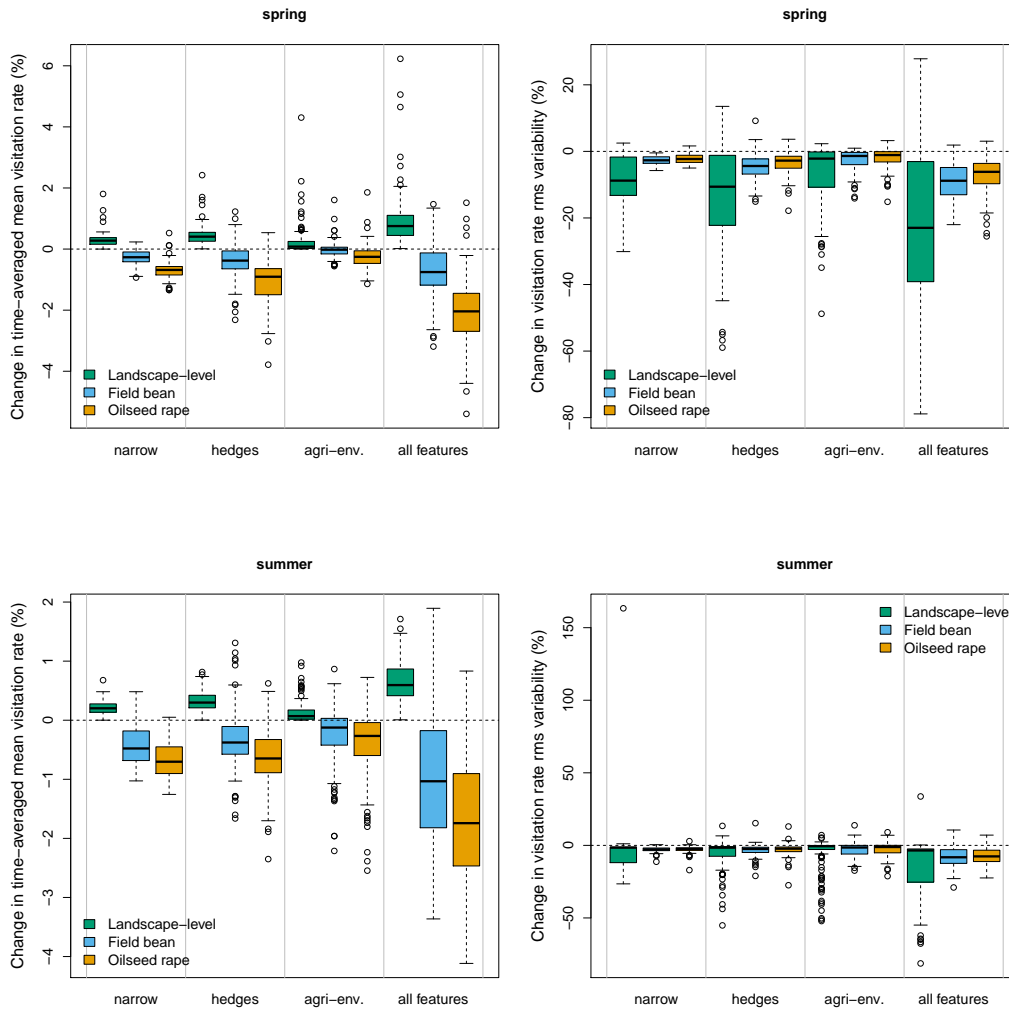 spring
Change in time−averaged mean visitation rate (%)
6
4
2
0
−2
−4
Landscape−level
Field bean
Oilseed rape
narrow
hedges
agri−env.
all features
spring
Change in visitation rate rms variability (%)
20
0
−20
−40
−60
−80
Landscape−level
Field bean
Oilseed rape
narrow
hedges
agri−env.
all features
summer
Change in time−averaged mean visitation rate (%)
2
1
0
−1
−2
−3
−4
Landscape−level
Field bean
Oilseed rape
narrow
hedges
agri−env.
all features
summer
Change in visitation rate rms variability (%)
150
100
50
0
−50
Landscape−level
Field bean
Oilseed rape
narrow
hedges
agri−env.
all features